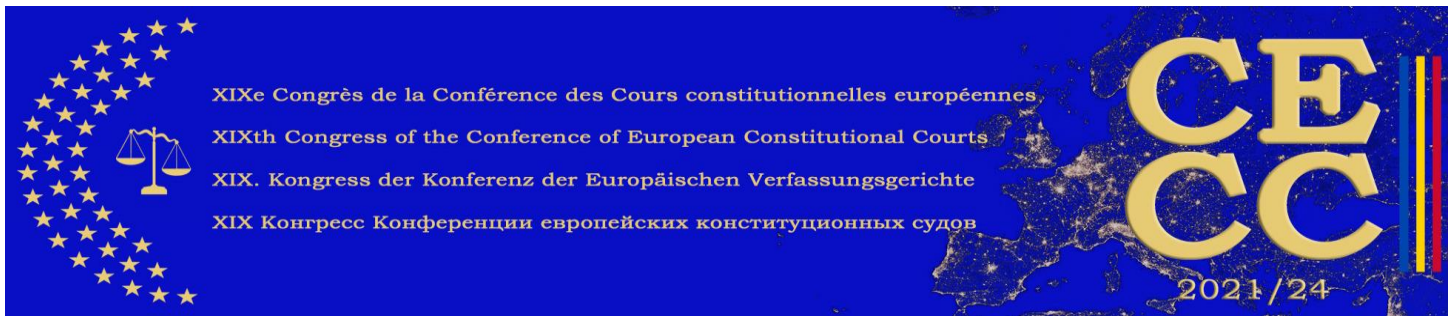 XIXe Congrès de la Conférence des Cours constitutionnelles européennes
XIXth Congress of the Conference of European Constitutional Courts
XIX. Kongress der Konferenz der Europäischen Verfassungsgerichte
XIX Конгресс Конференции европейских конституционных судов
CE
CC
2021/24